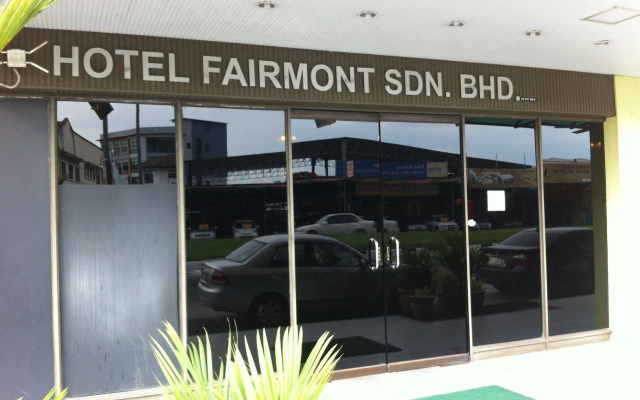 HOTEL FAIRMONT SDN. BHD.